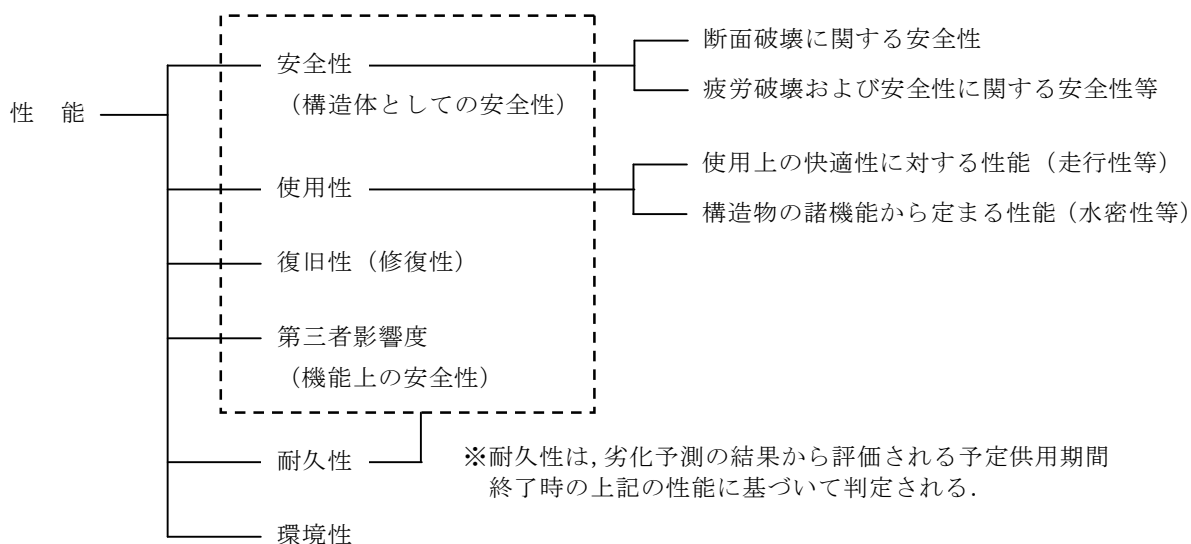 性 能
安全性
（構造体としての安全性）
断面破壊に関する安全性
疲労破壊および安全性に関する安全性等
使用性
使用上の快適性に対する性能（走行性等）
構造物の諸機能から定まる性能（水密性等）
復旧性（修復性）
第三者影響度
（機能上の安全性）
耐久性
※耐久性は,劣化予測の結果から評価される予定供用期間
終了時の上記の性能に基づいて判定される.
環境性